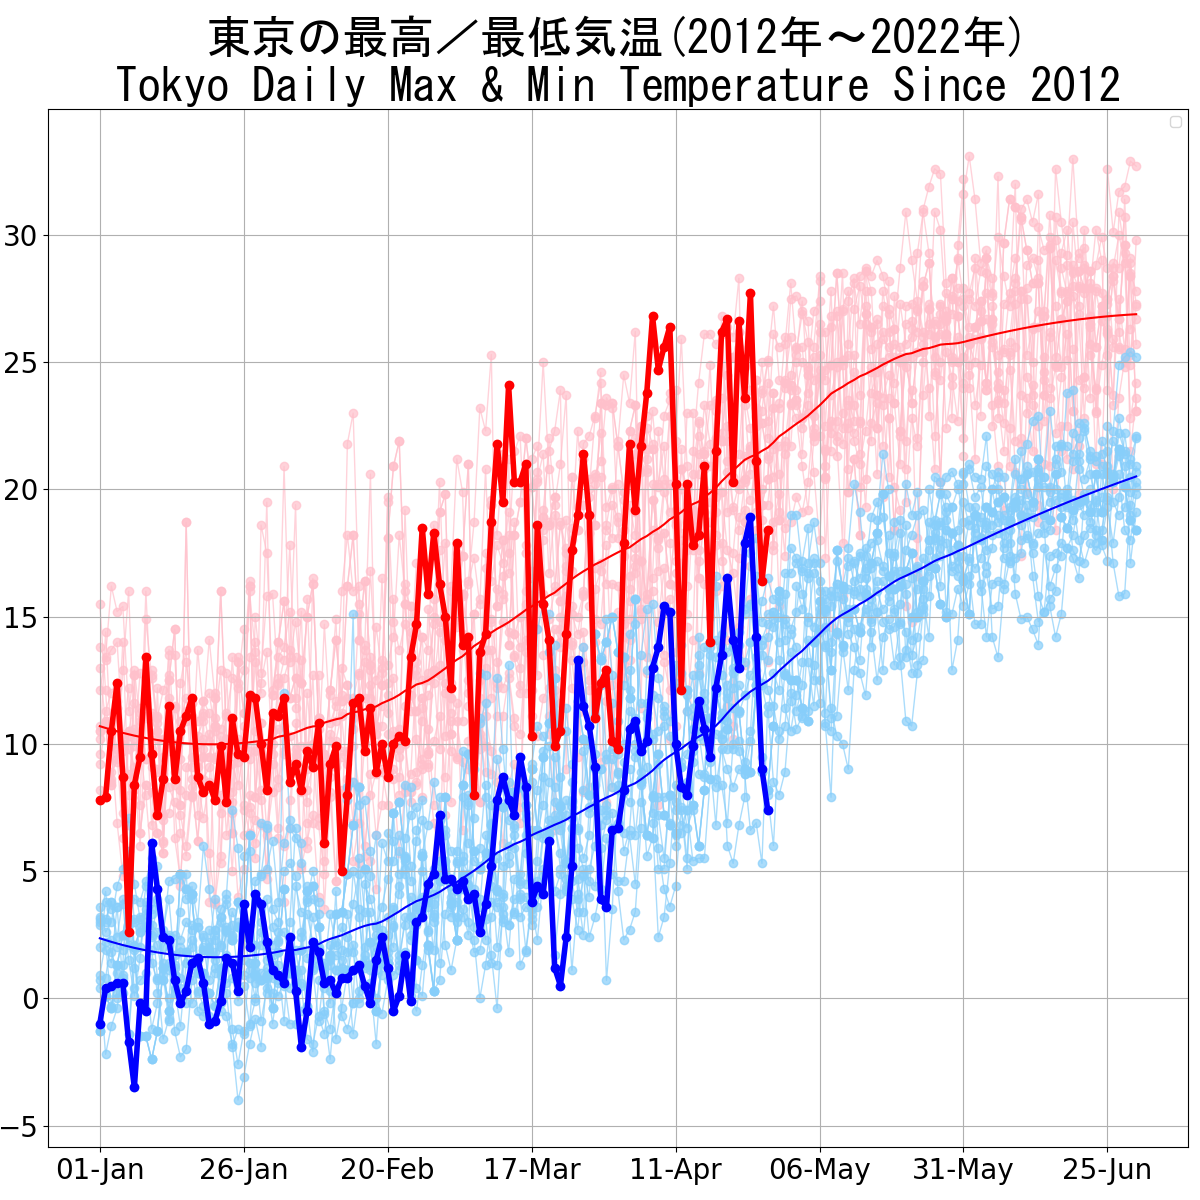 東京の最高／最低気温(2012年～2022年)
Tokyo Daily Max & Min Temperature Since 2012
30
25
20
15
10
5
0
−5
01-Jan 26-Jan 20-Feb 17-Mar 11-Apr 06-May 31-May 25-Jun